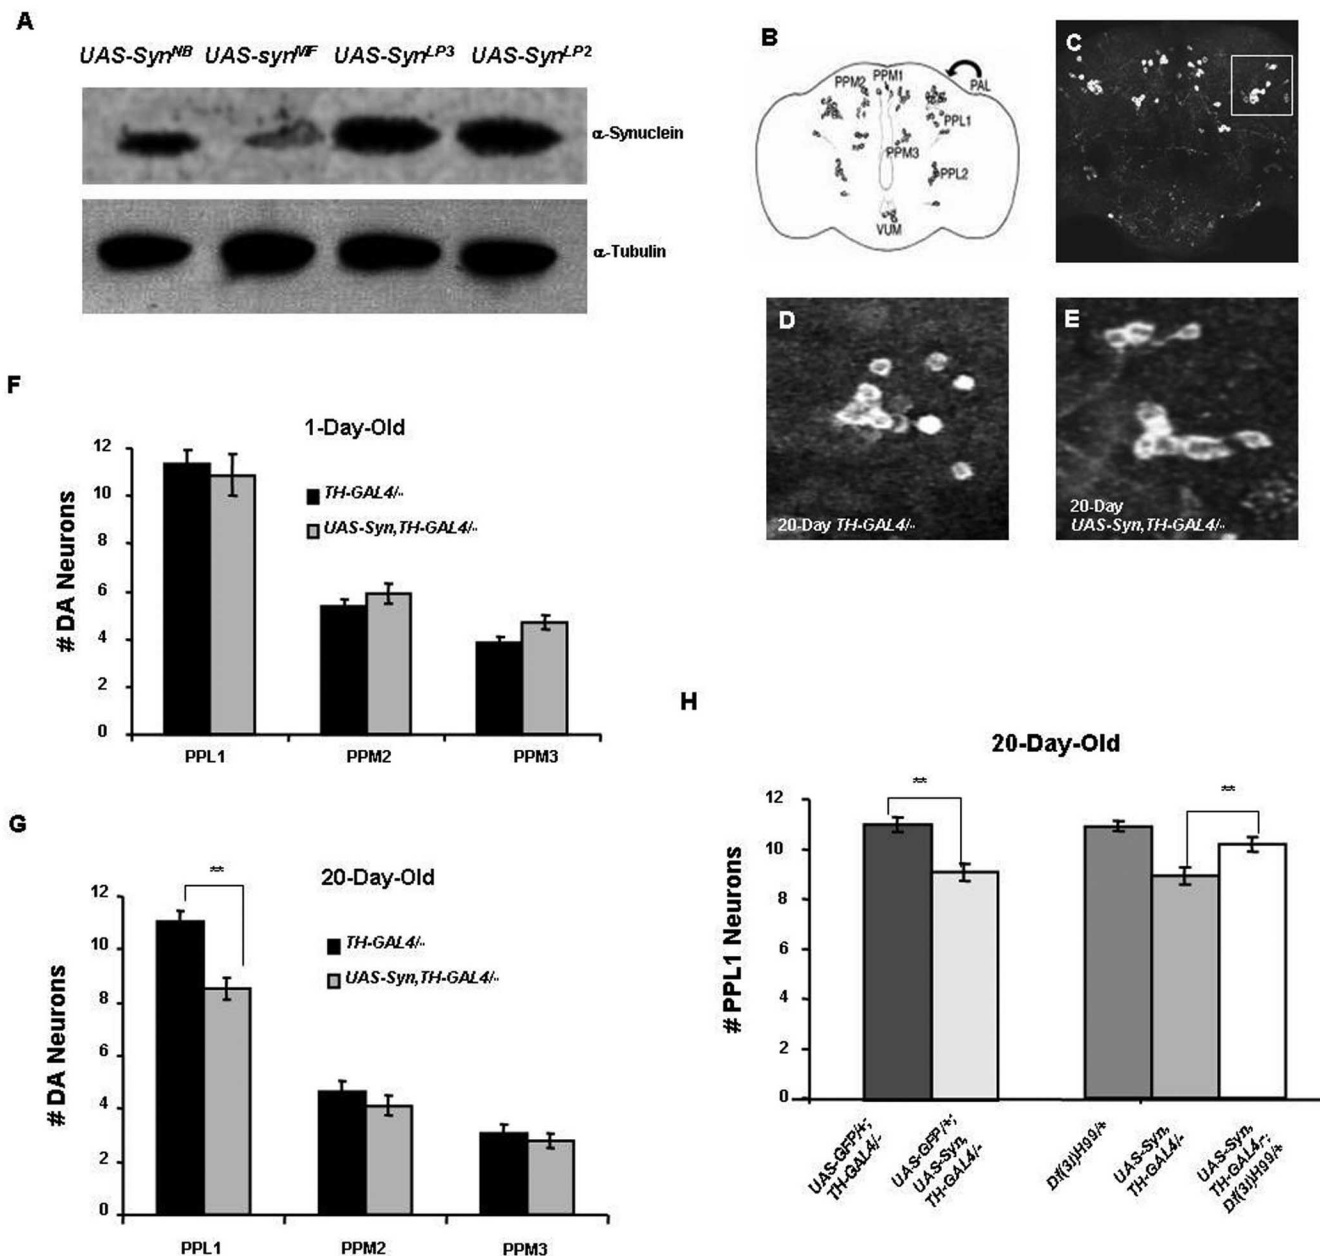 A
UAS-Syn^NB UAS-syn^MF UAS-Syn^LP3 UAS-Syn^LP2
α-Synuclein
α-Tubulin
B
PPM2 PPM1 PAL
PPL1
PPM3
PPL2
VUM
C
D
20-Day TH-GAL4/-
E
20-Day
UAS-Syn,TH-GAL4/-
F
1-Day-Old
TH-GAL4/-
UAS-Syn,TH-GAL4/-
# DA Neurons
12
10
8
6
4
2
0
PPL1 PPM2 PPM3
G
20-Day-Old
**
TH-GAL4/-
UAS-Syn,TH-GAL4/-
# DA Neurons
12
10
8
6
4
2
0
PPL1 PPM2 PPM3
H
20-Day-Old
** **
# PPL1 Neurons
12
10
8
6
4
2
0
UAS-GFP/+;
TH-GAL4/-
UAS-GFP/+;
UAS-Syn,
TH-GAL4/-
Df(3l)H99/+
UAS-Syn,
TH-GAL4/-
UAS-Syn,
TH-GAL4/-;
Df(3l)H99/+